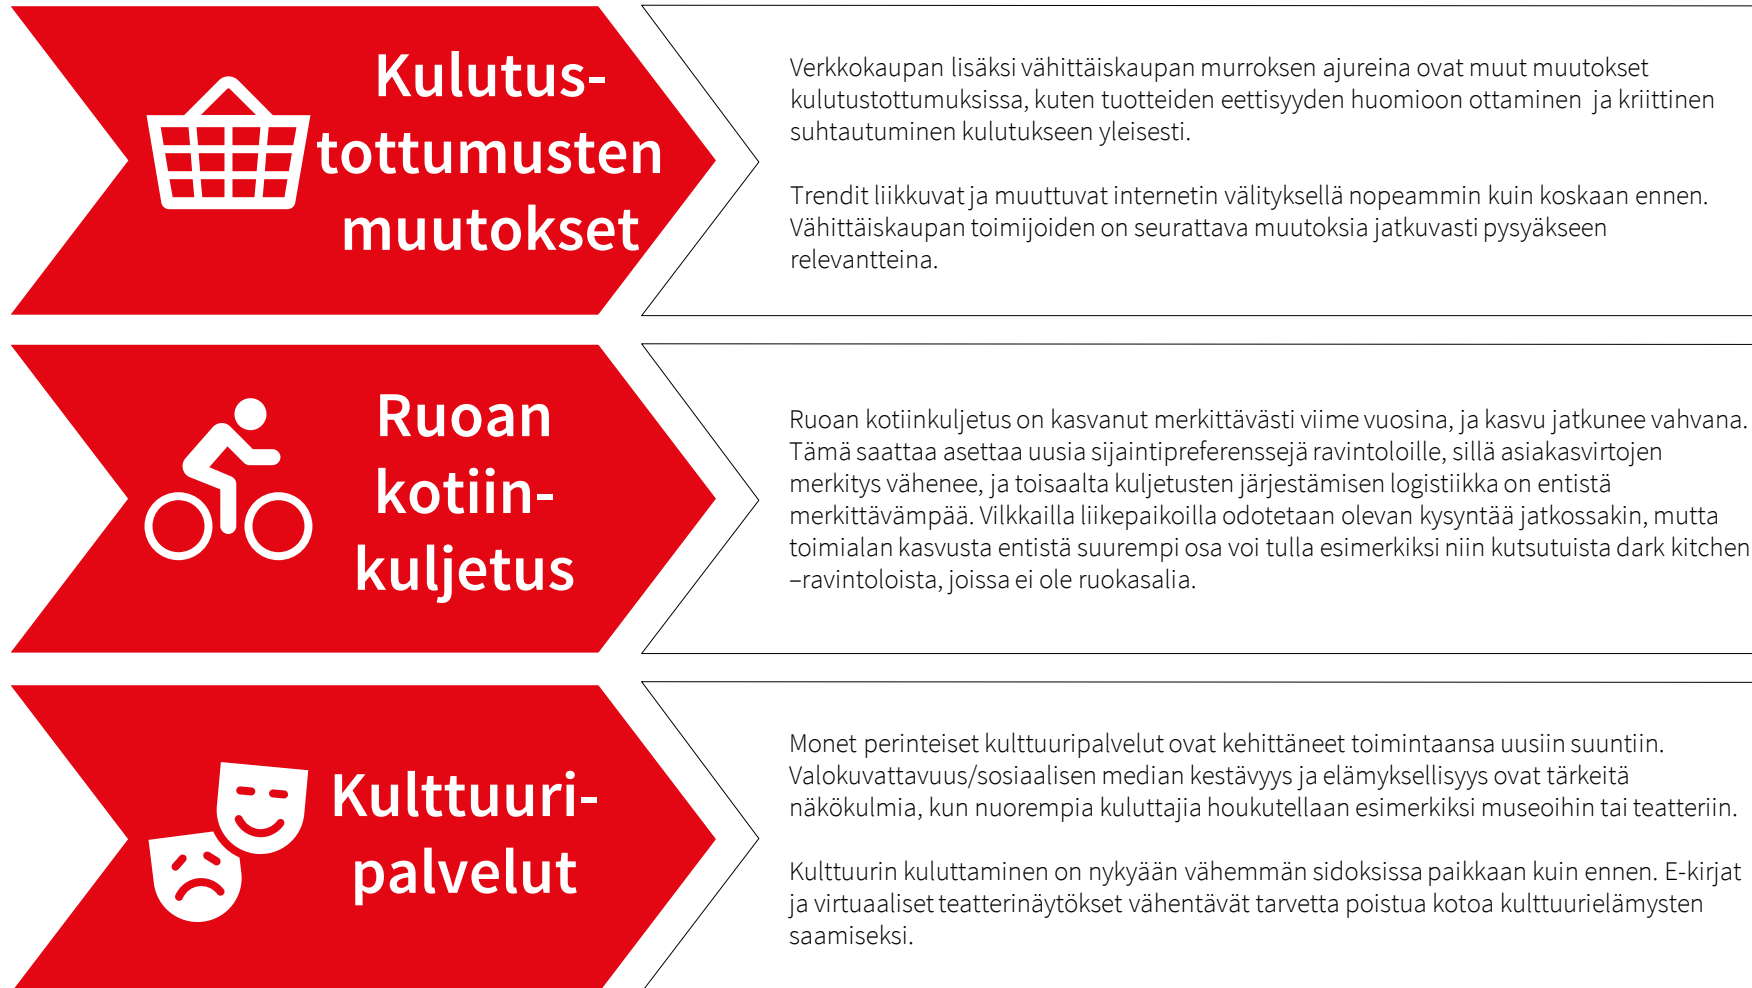 Kulutus-
tottumusten
muutokset
Verkkokaupan lisäksi vähittäiskaupan murroksen ajureina ovat muut muutokset
kulutustottumuksissa, kuten tuotteiden eettisyyden huomioon ottaminen ja kriittinen
suhtautuminen kulutukseen yleisesti.
Trendit liikkuvat ja muuttuvat internetin välityksellä nopeammin kuin koskaan ennen.
Vähittäiskaupan toimijoiden on seurattava muutoksia jatkuvasti pysyäkseen
relevantteina.
Ruoan
kotiin-
kuljetus
Ruoan kotiinkuljetus on kasvanut merkittävästi viime vuosina, ja kasvu jatkunee vahvana.
Tämä saattaa asettaa uusia sijaintipreferenssejä ravintoloille, sillä asiakasvirtojen
merkitys vähenee, ja toisaalta kuljetusten järjestämisen logistiikka on entistä
merkittävämpää. Vilkkailla liikepaikoilla odotetaan olevan kysyntää jatkossakin, mutta
toimialan kasvusta entistä suurempi osa voi tulla esimerkiksi niin kutsutuista dark kitchen
–ravintoloista, joissa ei ole ruokasalia.
Kulttuuri-
palvelut
Monet perinteiset kulttuuripalvelut ovat kehittäneet toimintaansa uusiin suuntiin.
Valokuvattavuus/sosiaalisen median kestävyys ja elämyksellisyys ovat tärkeitä
näkökulmia, kun nuorempia kuluttajia houkutellaan esimerkiksi museoihin tai teatteriin.
Kulttuurin kuluttaminen on nykyään vähemmän sidoksissa paikkaan kuin ennen. E-kirjat
ja virtuaaliset teatterinäytökset vähentävät tarvetta poistua kotoa kulttuurielämysten
saamiseksi.